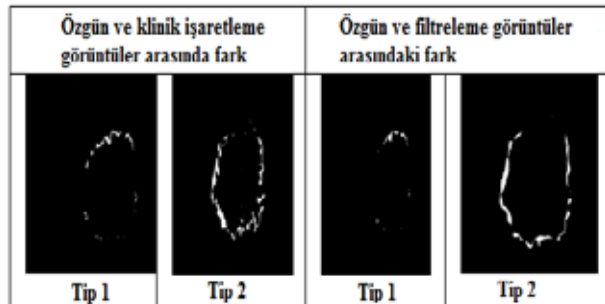 Özgün ve klinik işaretleme
görüntüler arasında fark
Özgün ve filtreleme görüntüler
arasındaki fark
Tip 1
Tip 2
Tip 1
Tip 2